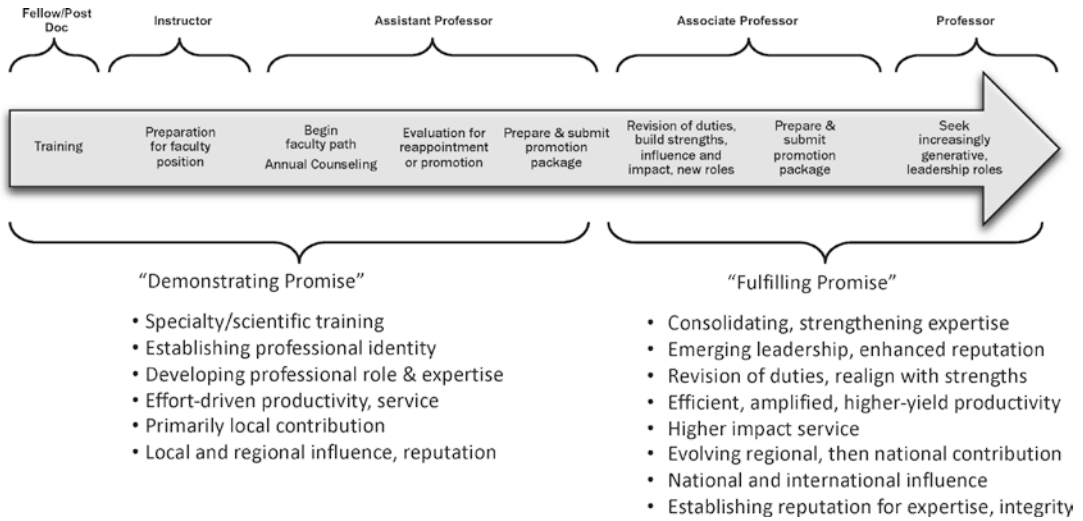 Fellow/Post
Doc
Instructor
Assistant Professor
Associate Professor
Professor
Training
Preparation
for faculty
position
Begin
faculty path
Annual Counseling
Evaluation for
reappointment
or promotion
Prepare & submit
promotion
package
Revision of duties,
build strengths,
influence and
impact, new roles
Prepare &
submit
promotion
package
Seek
increasingly
generative,
leadership roles
“Demonstrating Promise”
• Specialty/scientific training
• Establishing professional identity
• Developing professional role & expertise
• Effort-driven productivity, service
• Primarily local contribution
• Local and regional influence, reputation
“Fulfilling Promise”
• Consolidating, strengthening expertise
• Emerging leadership, enhanced reputation
• Revision of duties, realign with strengths
• Efficient, amplified, higher-yield productivity
• Higher impact service
• Evolving regional, then national contribution
• National and international influence
• Establishing reputation for expertise, integrity